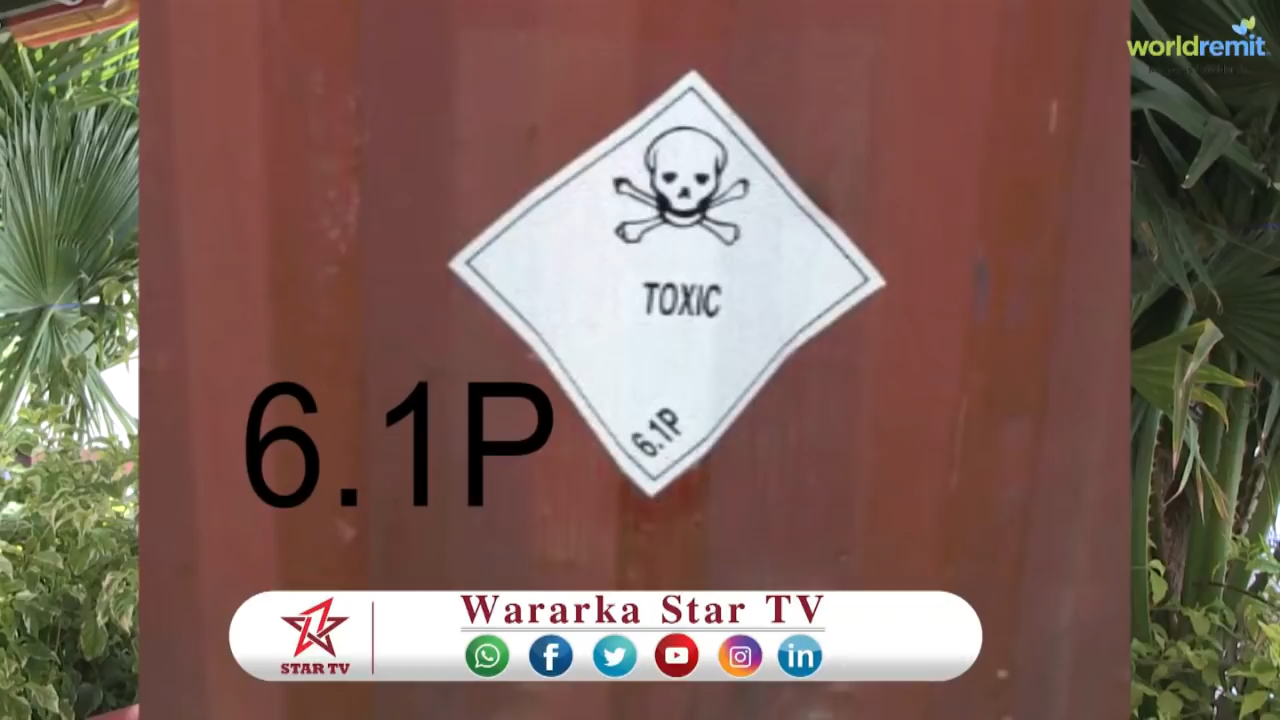 worldremit
TOXIC
6.1P
6.1P
Wararka Star TV
STAR TV